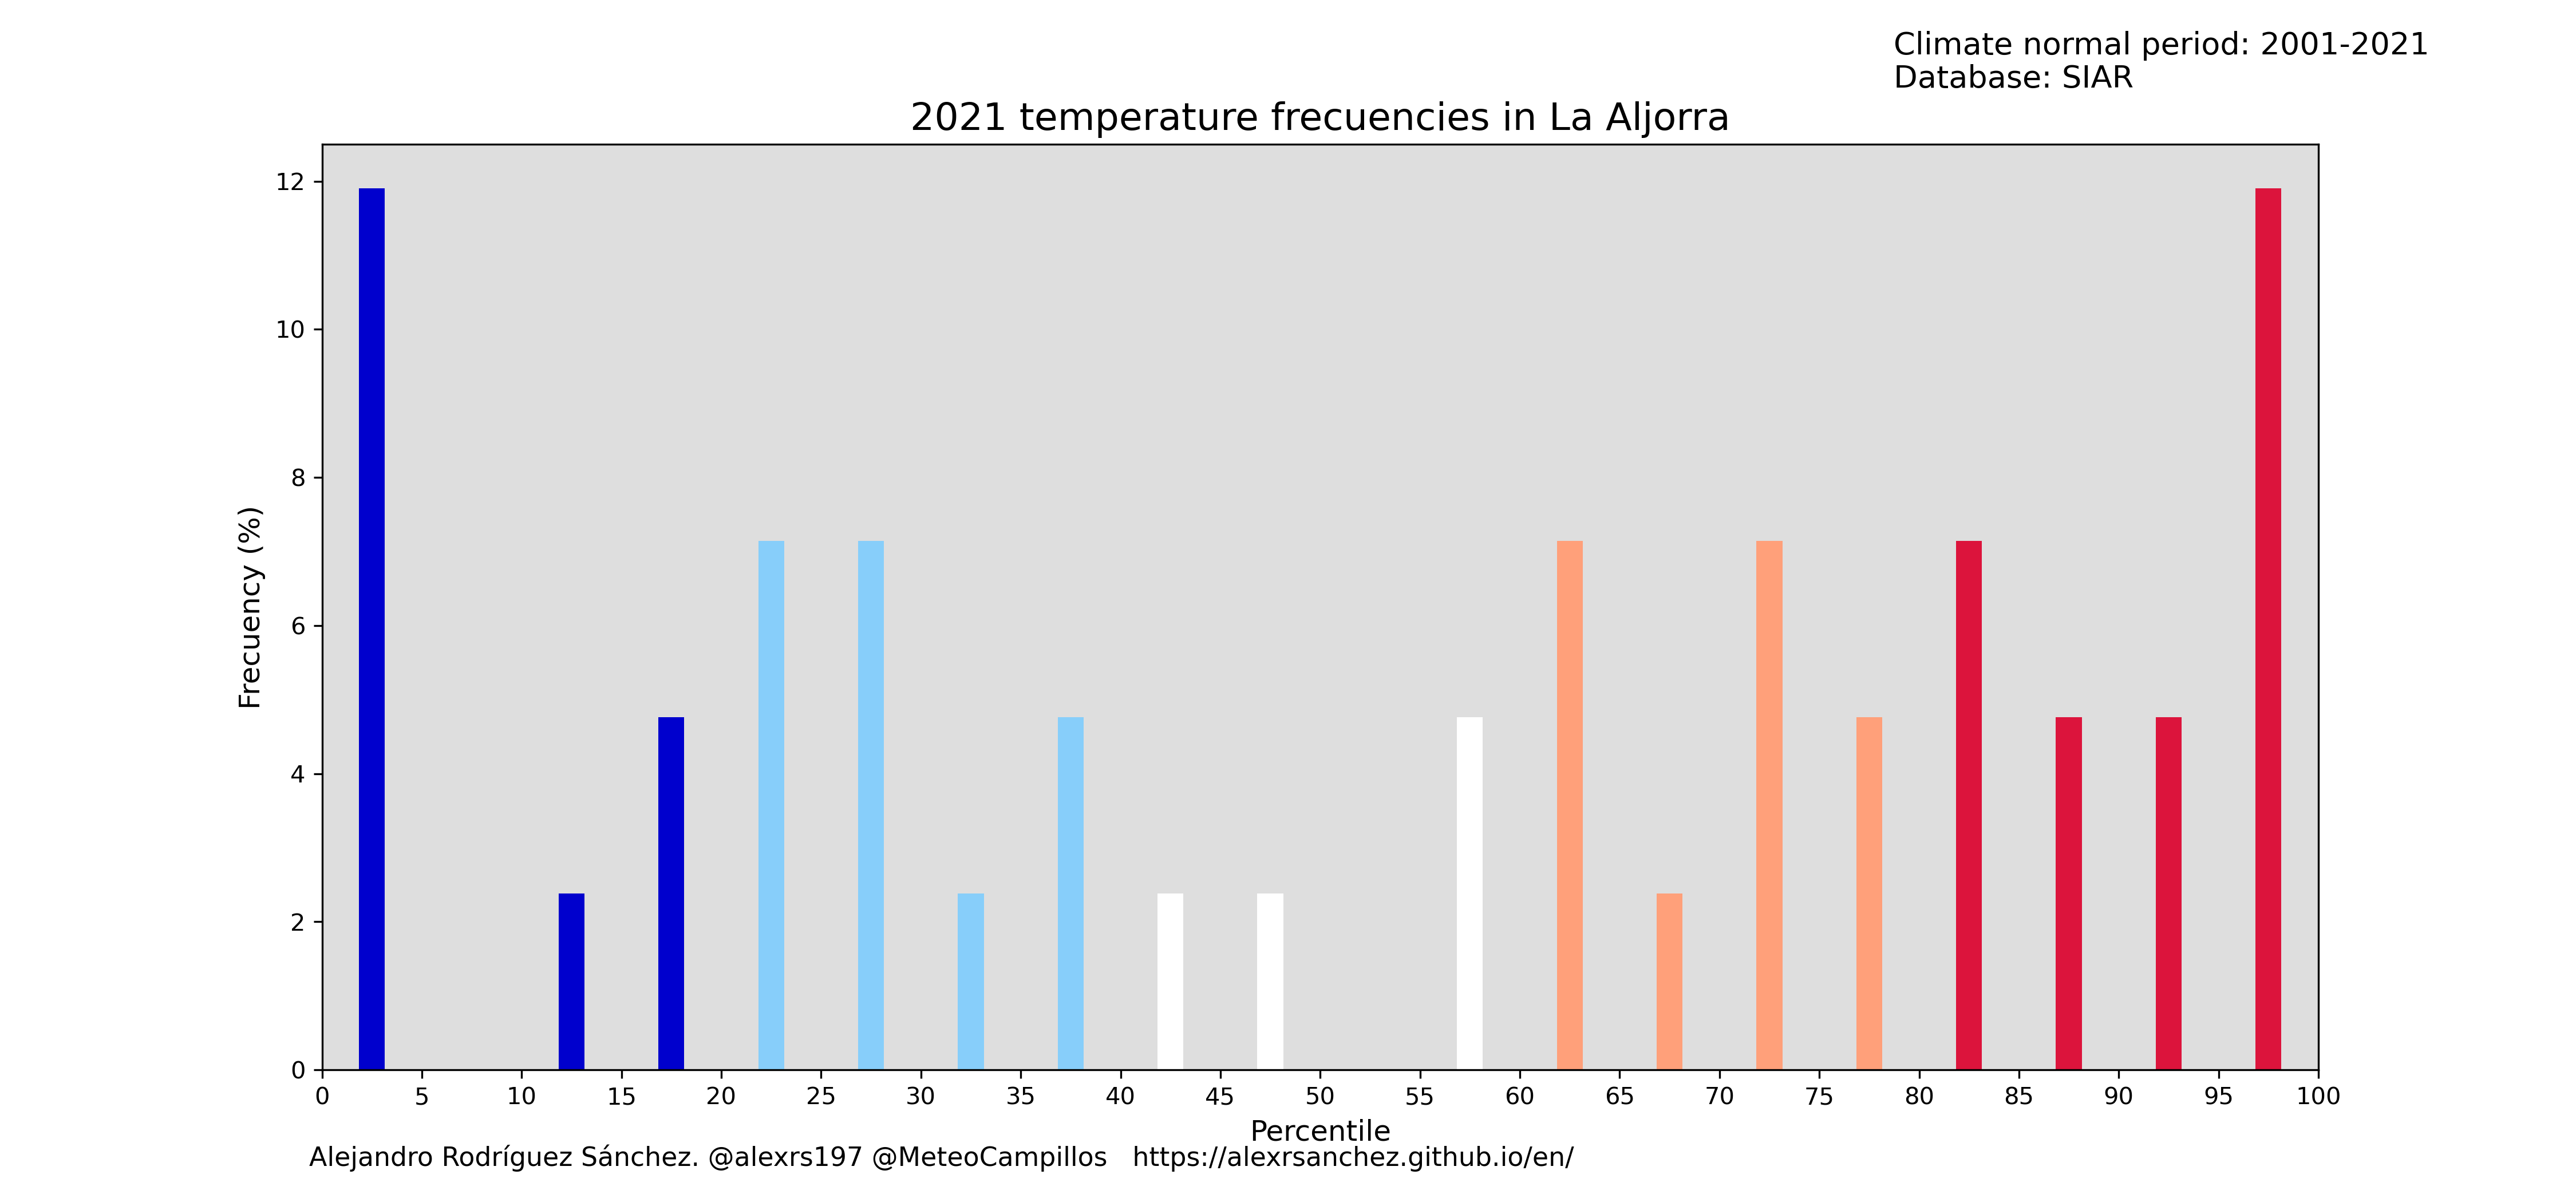 Climate normal period: 2001-2021
Database: SIAR
2021 temperature frecuencies in La Aljorra
12
10
8
6
4
2
0
Frecuency (%)
0 5 10 15 20 25 30 35 40 45 50 55 60 65 70 75 80 85 90 95 100
Percentile
Alejandro Rodríguez Sánchez. @alexrs197 @MeteoCampillos https://alexrsanchez.github.io/en/